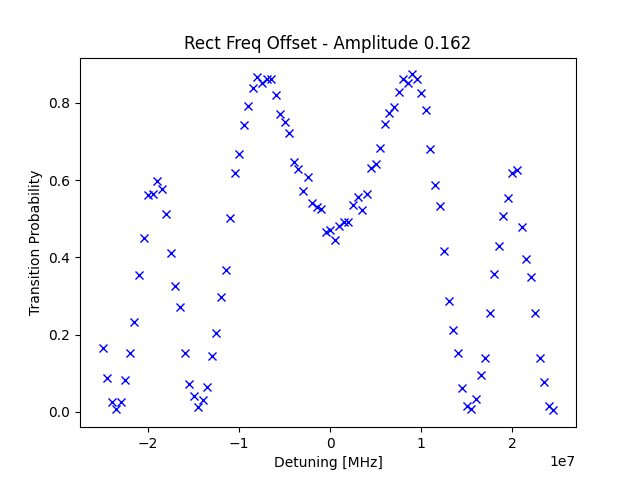 Rect Freq Offset - Amplitude 0.162
Transition Probability
0.8
0.6
0.4
0.2
0.0
−2
−1
0
1
2
1e7
Detuning [MHz]